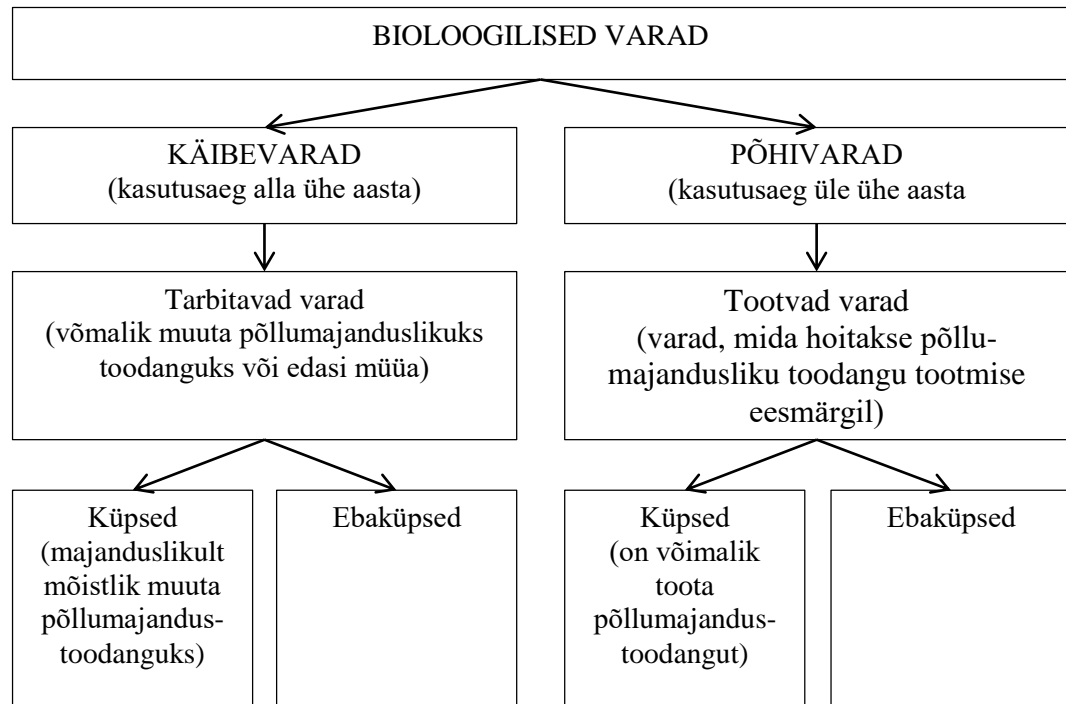 BIOLOOGILISED VARAD
KÄIBEVARAD
(kasutusaeg alla ühe aasta)
PÕHIVARAD
(kasutusaeg üle ühe aasta
Tarbitavad varad
(võmalik muuta põllumajanduslikuks
toodanguks või edasi müüa)
Tootvad varad
(varad, mida hoitakse põllu-
majandusliku toodangu tootmise
eesmärgil)
Küpsed
(majanduslikult
mõistlik muuta
põllumajandus-
toodanguks)
Ebaküpsed
Küpsed
(on võimalik
toota
põllumajandus-
toodangut)
Ebaküpsed